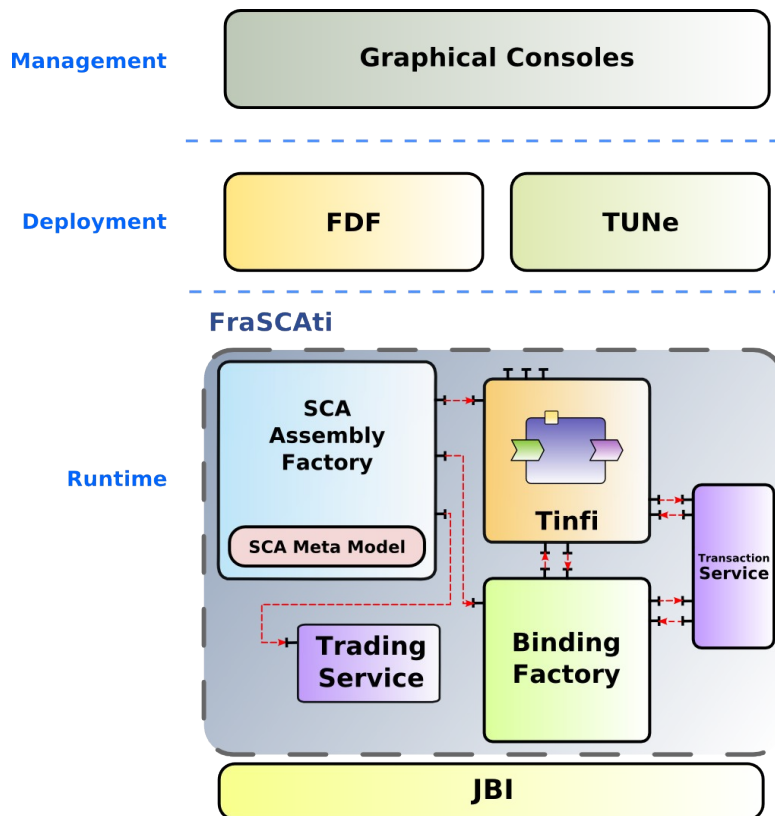 Management
Graphical Consoles
Deployment
FDF
TUNe
FraSCAti
Runtime
SCA
Assembly
Factory
SCA Meta Model
Tinfi
Transaction
Service
Trading
Service
Binding
Factory
JBI